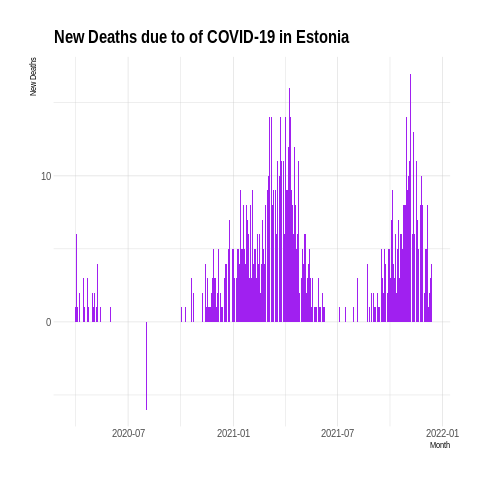 New Deaths due to of COVID-19 in Estonia
New Deaths
10
0
2020-07 2021-01 2021-07 2022-01
Month